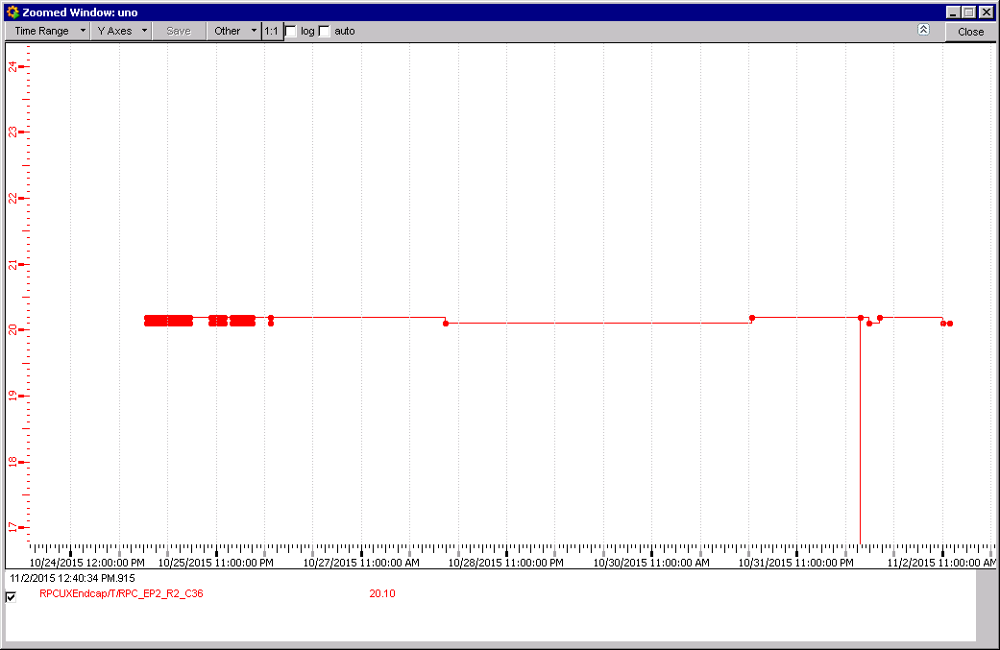 Zoomed Window: uno
Time Range Y Axes Save Other 1:1 log auto Close
24
23
22
21
20
19
18
17
10/24/2015 12:00:00 PM 10/25/2015 11:00:00 PM 10/27/2015 11:00:00 AM 10/28/2015 11:00:00 PM 10/30/2015 11:00:00 AM 10/31/2015 11:00:00 PM 11/2/2015 11:00:00 AM
11/2/2015 12:40:34 PM.915
RPCUXEndcap/T/RPC_EP2_R2_C36 20.10